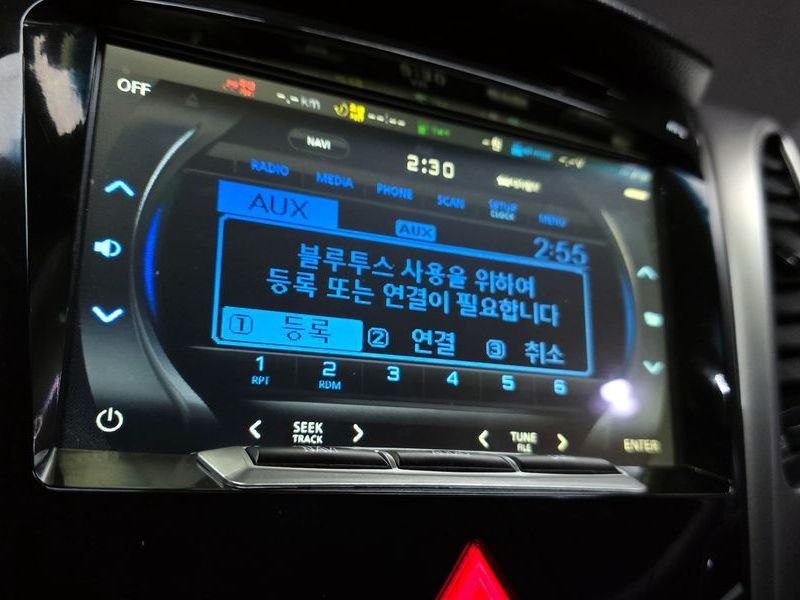 OFF
km
NAVI
2:30
RADIO MEDIA PHONE SCAN SETUP MENU
CLOCK
AUX
AUX
2:55
블루투스 사용을 위하여
등록 또는 연결이 필요합니다
1 등록 2 연결 3 취소
1 2 3 4 5 6
RPT RDM
< SEEK > < TUNE >
TRACK FILE
ENTER